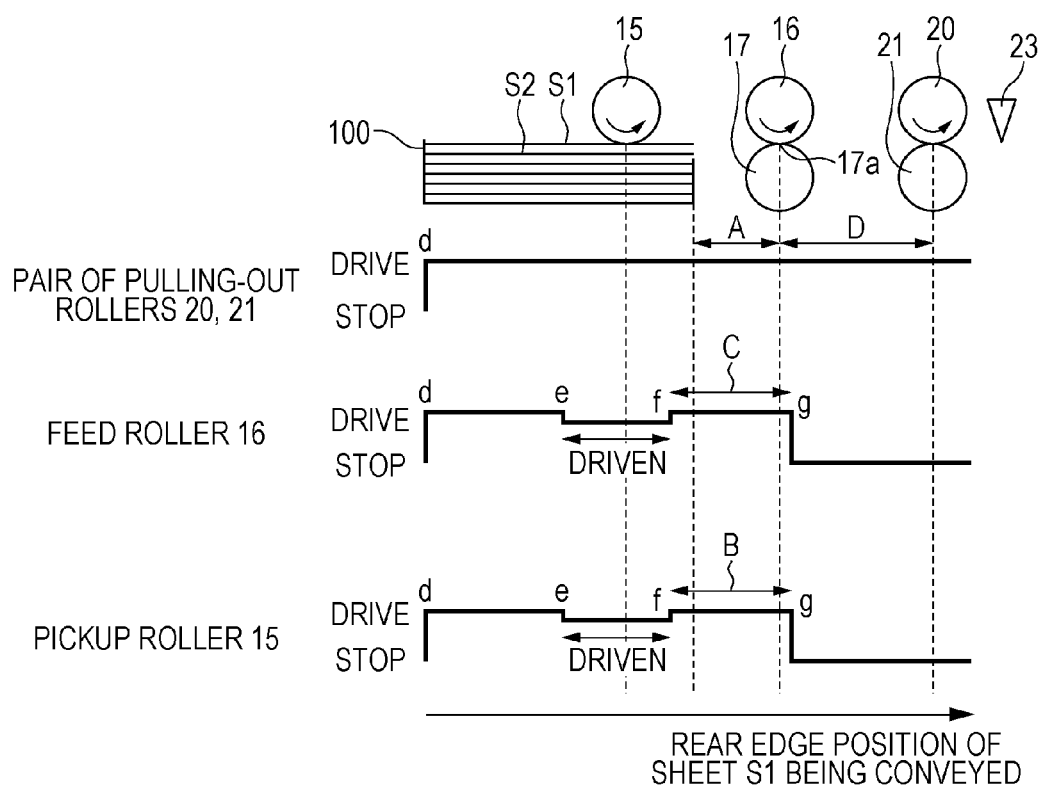 15
16
20
23
17
21
S2
S1
100
17a
A
D
d
DRIVE
STOP
PAIR OF PULLING-OUT
ROLLERS 20, 21
C
d
e
f
g
DRIVE
STOP
DRIVEN
FEED ROLLER 16
B
d
e
f
g
DRIVE
STOP
DRIVEN
PICKUP ROLLER 15
REAR EDGE POSITION OF
SHEET S1 BEING CONVEYED